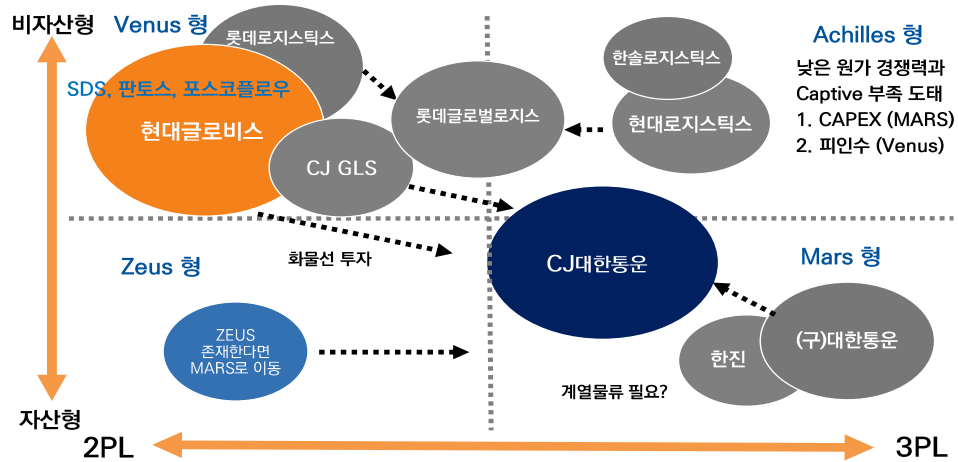 비자산형
Venus 형
롯데로지스틱스
SDS, 판토스, 포스코플로우
현대글로비스
CJ GLS
롯데글로벌로지스
한솔로지스틱스
현대로지스틱스
Achilles 형
낮은 원가 경쟁력과
Captive 부족 도태
1. CAPEX (MARS)
2. 피인수 (Venus)
화물선 투자
Zeus 형
CJ대한통운
Mars 형
ZEUS
존재한다면
MARS로 이동
한진
(구)대한통운
계열물류 필요?
자산형
2PL
3PL